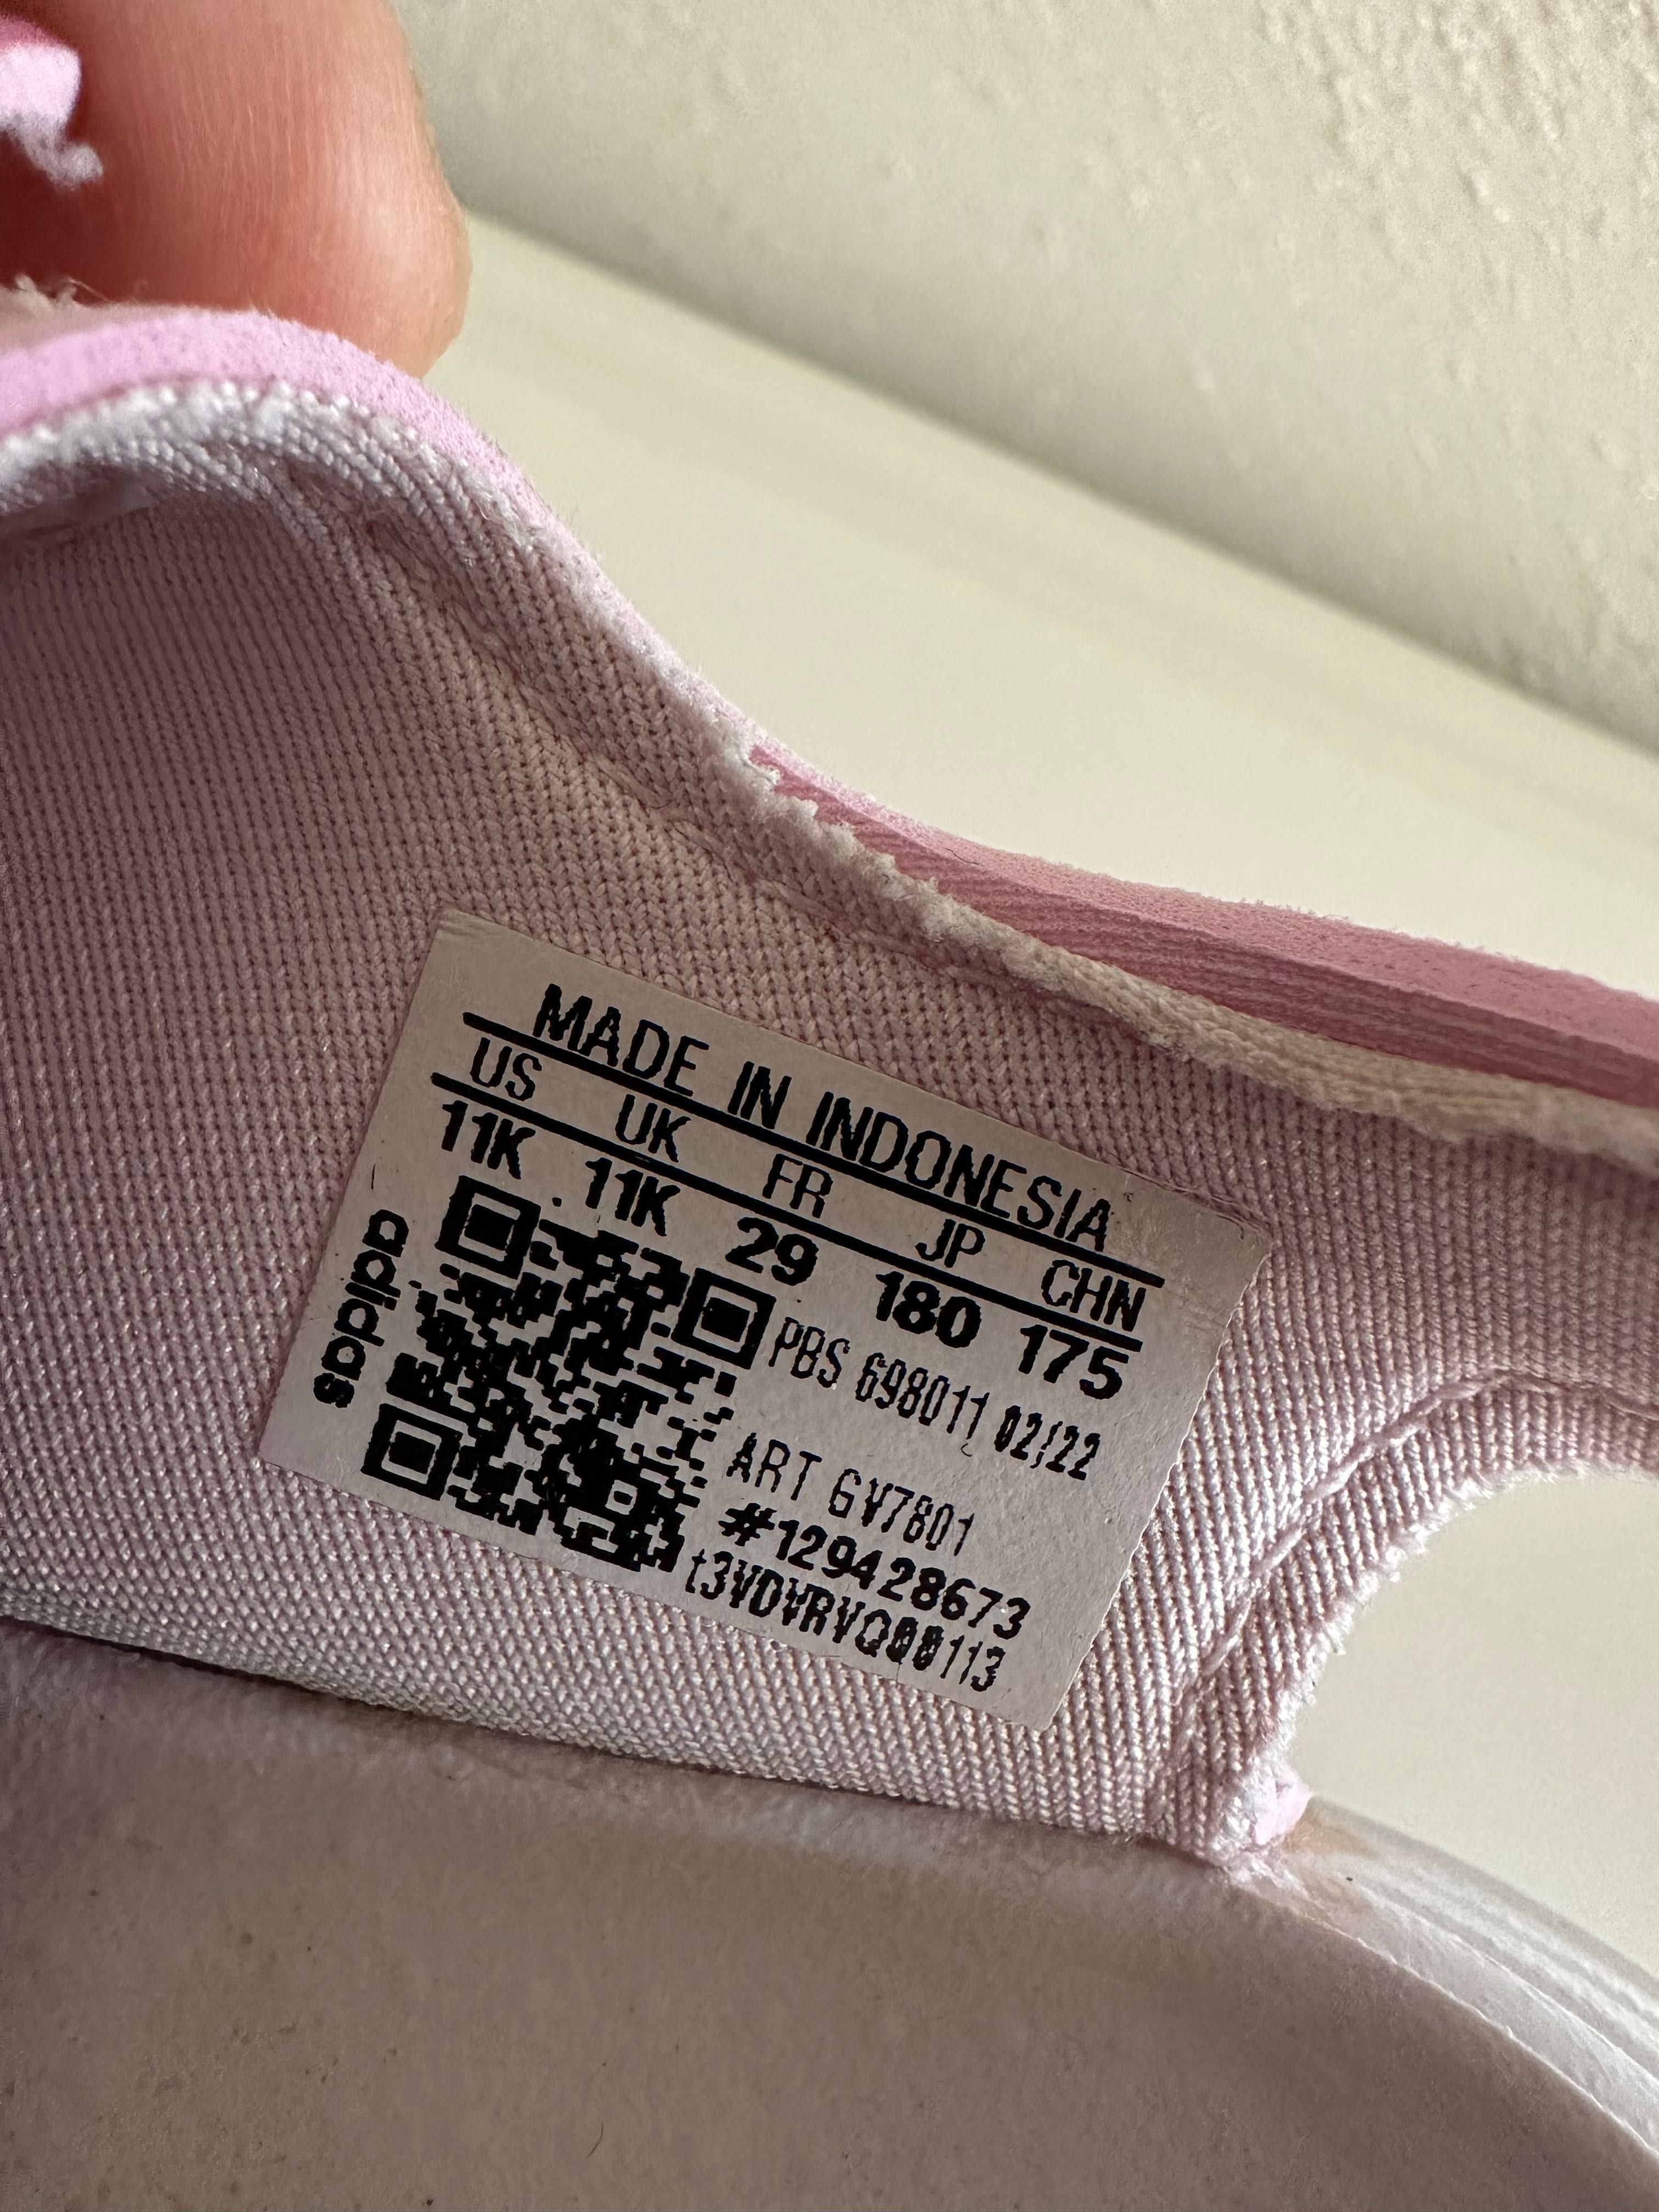 MADE IN INDONESIA
US UK FR JP CHN
11K 11K 29 180 175
adidas
PBS 698011 02/22
ART GV7801
#129428673
t3VDVRVQ00113